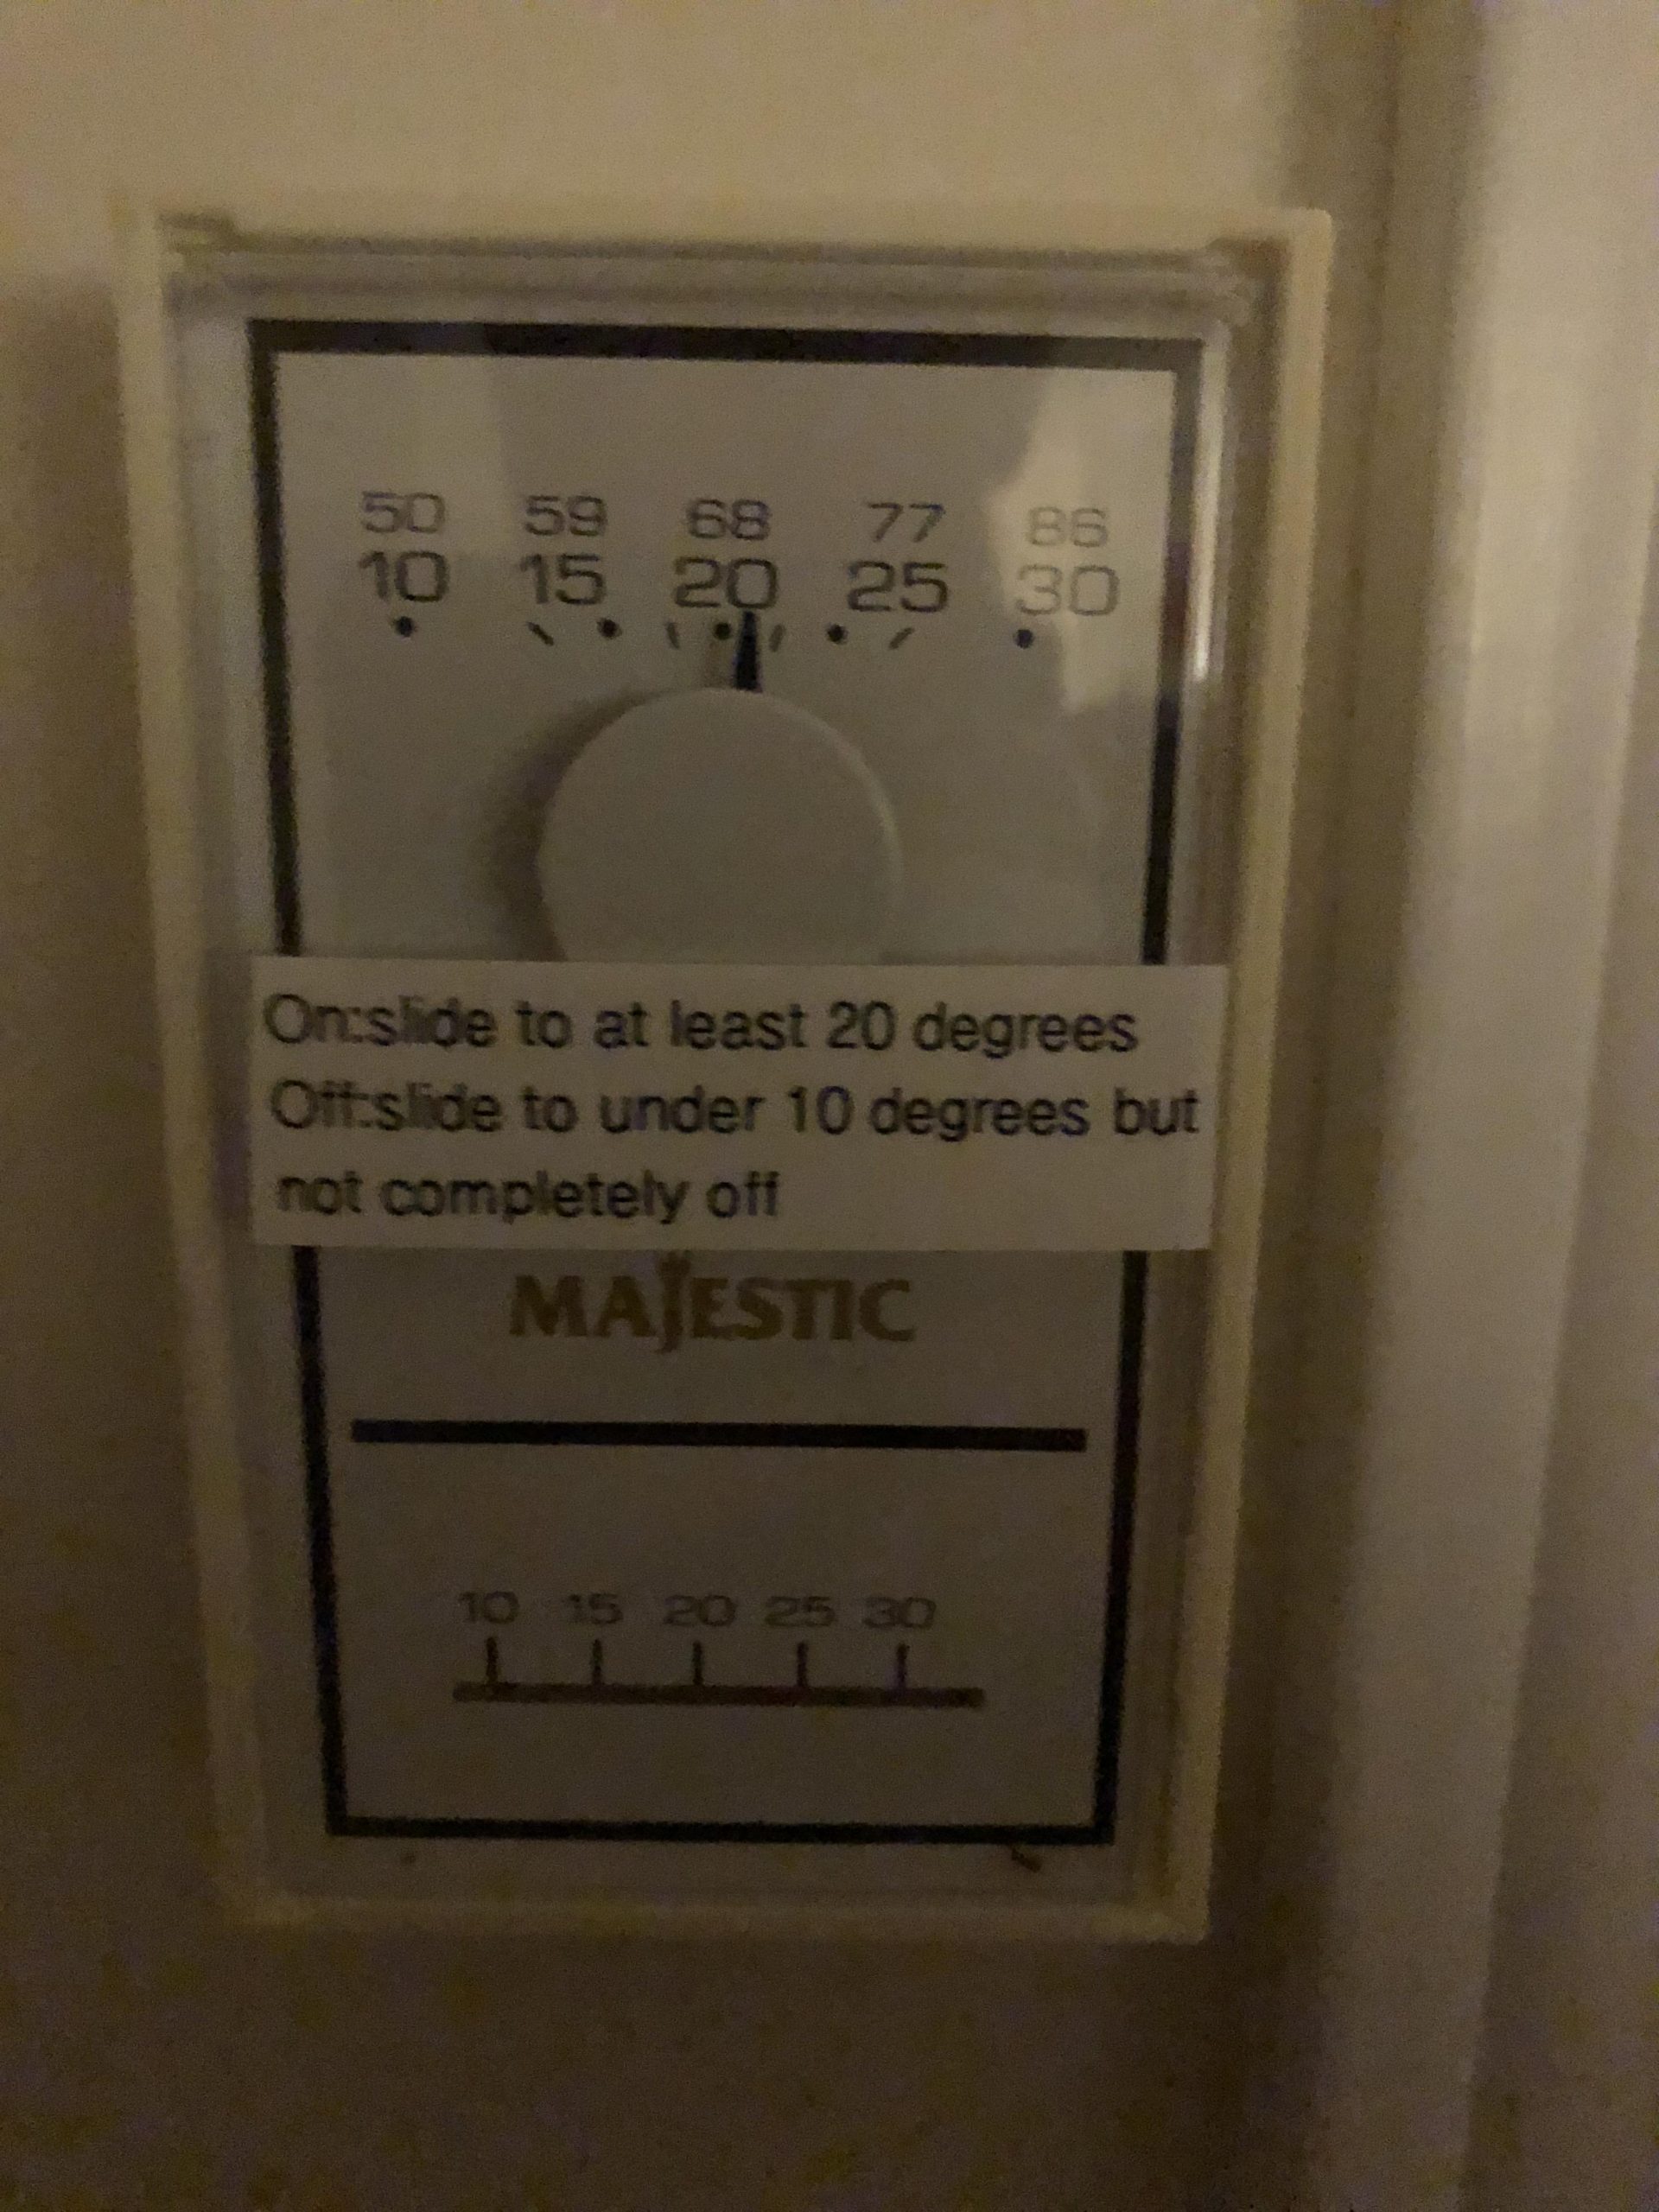 50 59 68 77 86
10 15 20 25 30
On:slide to at least 20 degrees
Off:slide to under 10 degrees but
not completely off
MAJESTIC
10 15 20 25 30